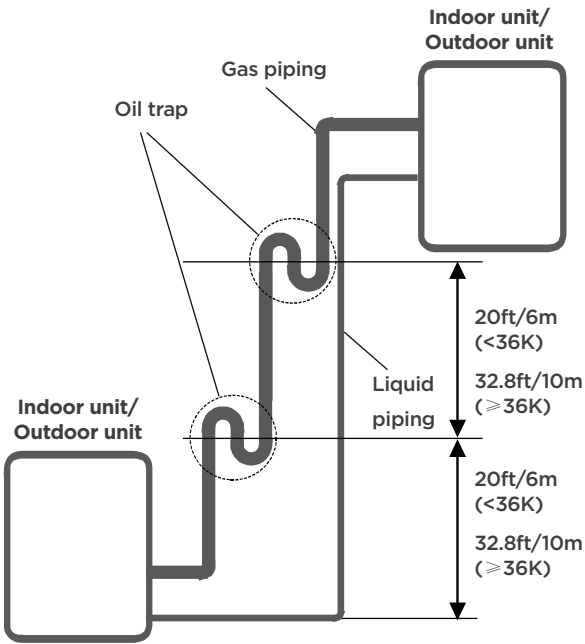 Indoor unit/
Outdoor unit
Gas piping
Oil trap
20ft/6m
(<36K)
32.8ft/10m
(⩾36K)
Liquid
piping
Indoor unit/
Outdoor unit
20ft/6m
(<36K)
32.8ft/10m
(⩾36K)